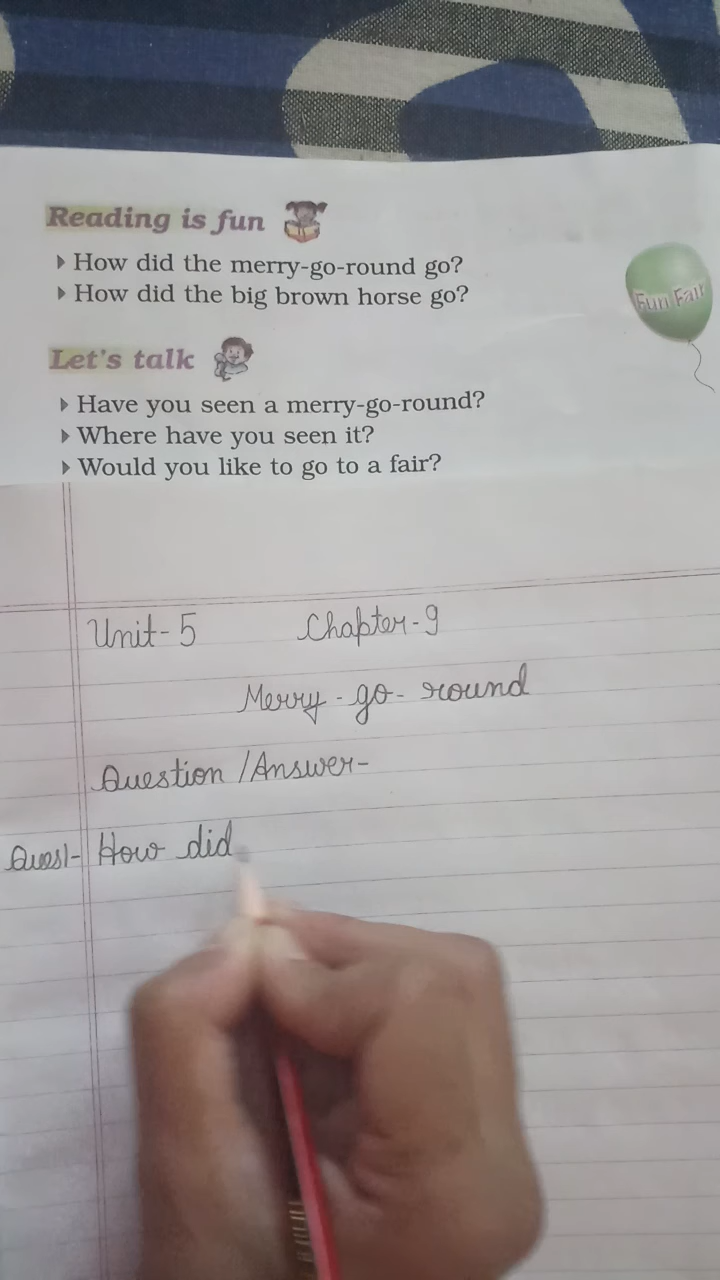 Reading is fun
‣ How did the merry-go-round go?
‣ How did the big brown horse go?
Fun Fair
Let's talk
‣ Have you seen a merry-go-round?
‣ Where have you seen it?
‣ Would you like to go to a fair?
Unit-5 Chapter-9
Merry-go-round
Question/Answer-
Ques1- How did